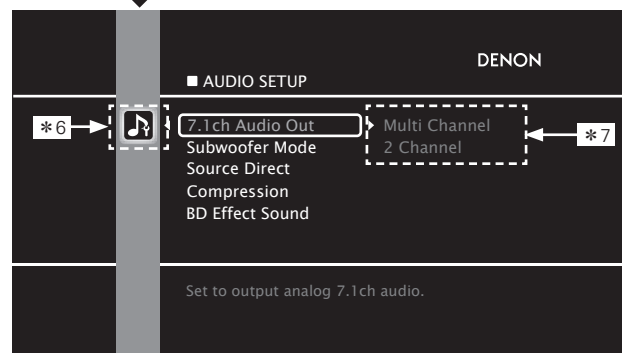 DENON
■ AUDIO SETUP
*6
7.1ch Audio Out
Multi Channel
*7
Subwoofer Mode
2 Channel
Source Direct
Compression
BD Effect Sound
Set to output analog 7.1ch audio.